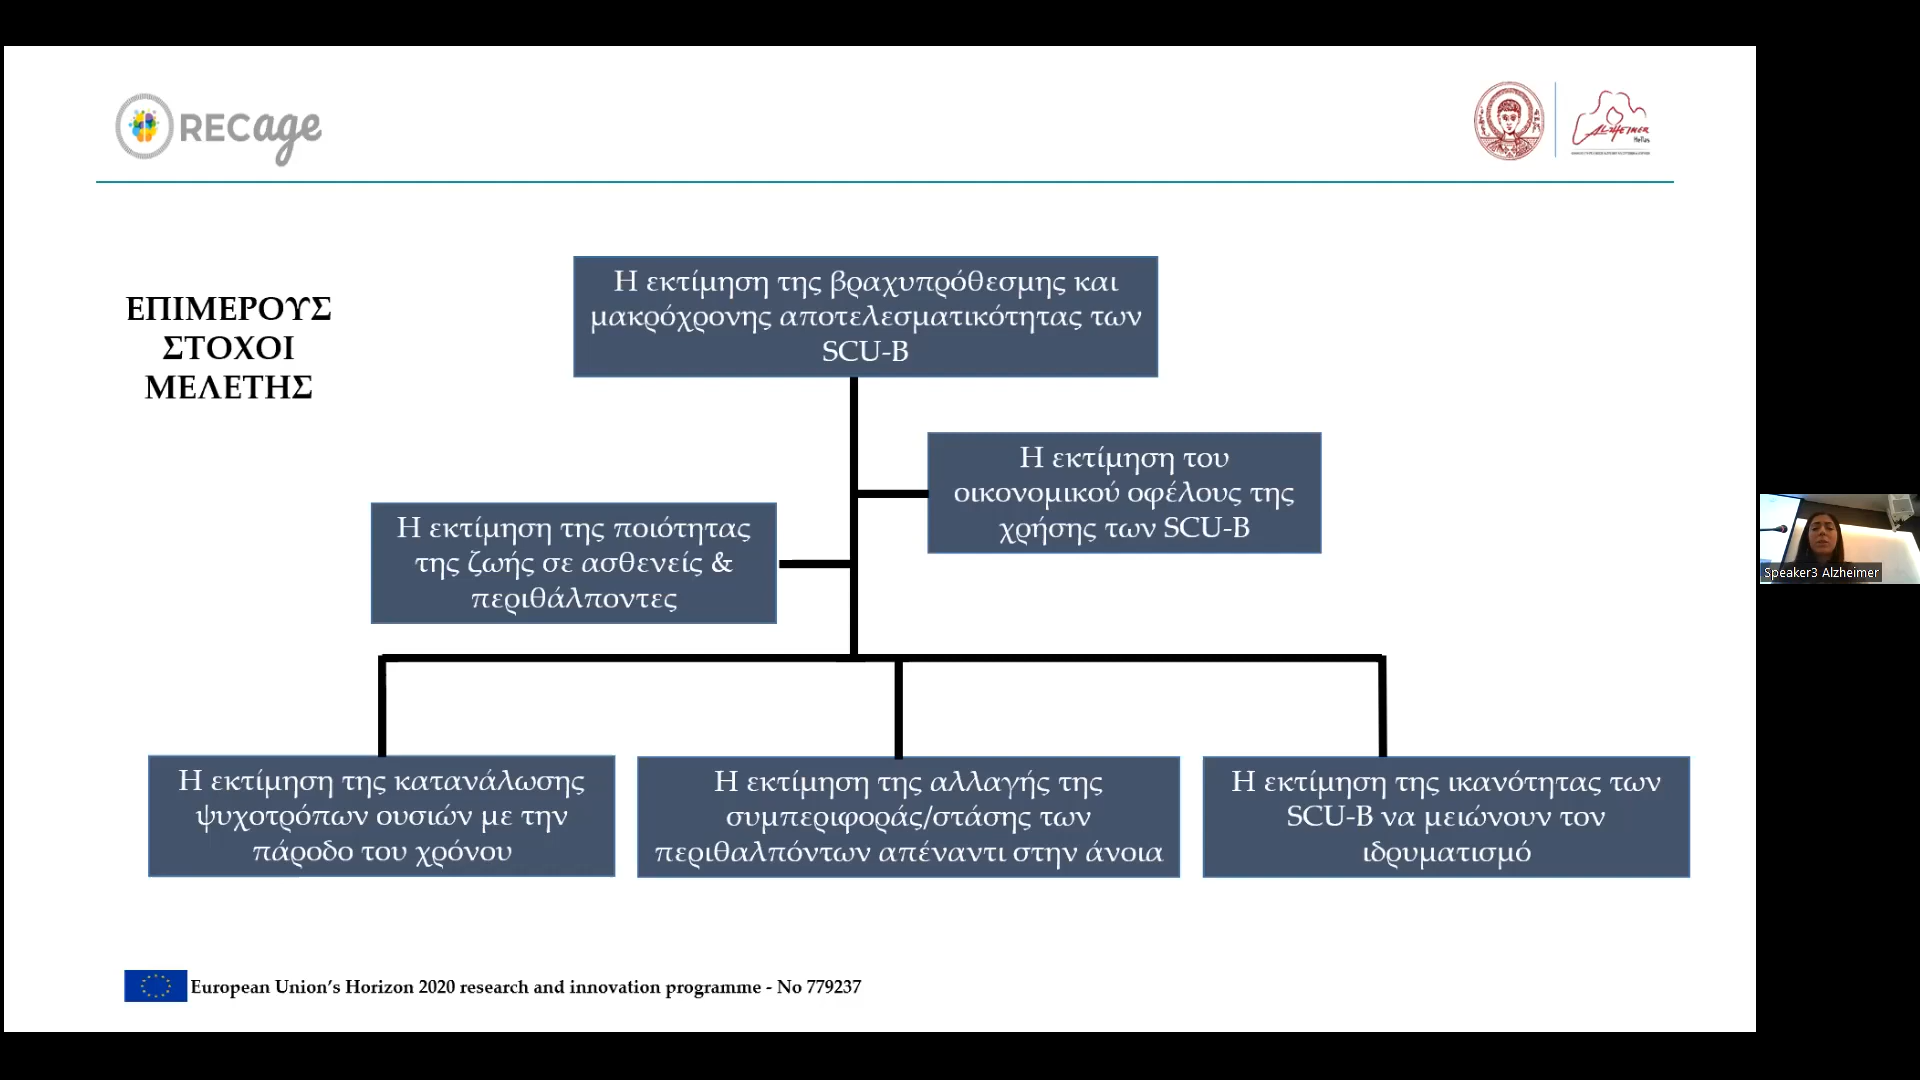 RECage
ALZHEIMER
Hellas
ΕΠΙΜΕΡΟΥΣ
ΣΤΟΧΟΙ
ΜΕΛΕΤΗΣ
Η εκτίμηση της βραχυπρόθεσμης και
μακρόχρονης αποτελεσματικότητας των
SCU-B
Η εκτίμηση του
οικονομικού οφέλους της
χρήσης των SCU-B
Η εκτίμηση της ποιότητας
της ζωής σε ασθενείς &
περιθάλποντες
Η εκτίμηση της κατανάλωσης
ψυχοτρόπων ουσιών με την
πάροδο του χρόνου
Η εκτίμηση της αλλαγής της
συμπεριφοράς/στάσης των
περιθαλπόντων απέναντι στην άνοια
Η εκτίμηση της ικανότητας των
SCU-B να μειώνουν τον
ιδρυματισμό
European Union’s Horizon 2020 research and innovation programme - No 779237
Speaker3 Alzheimer